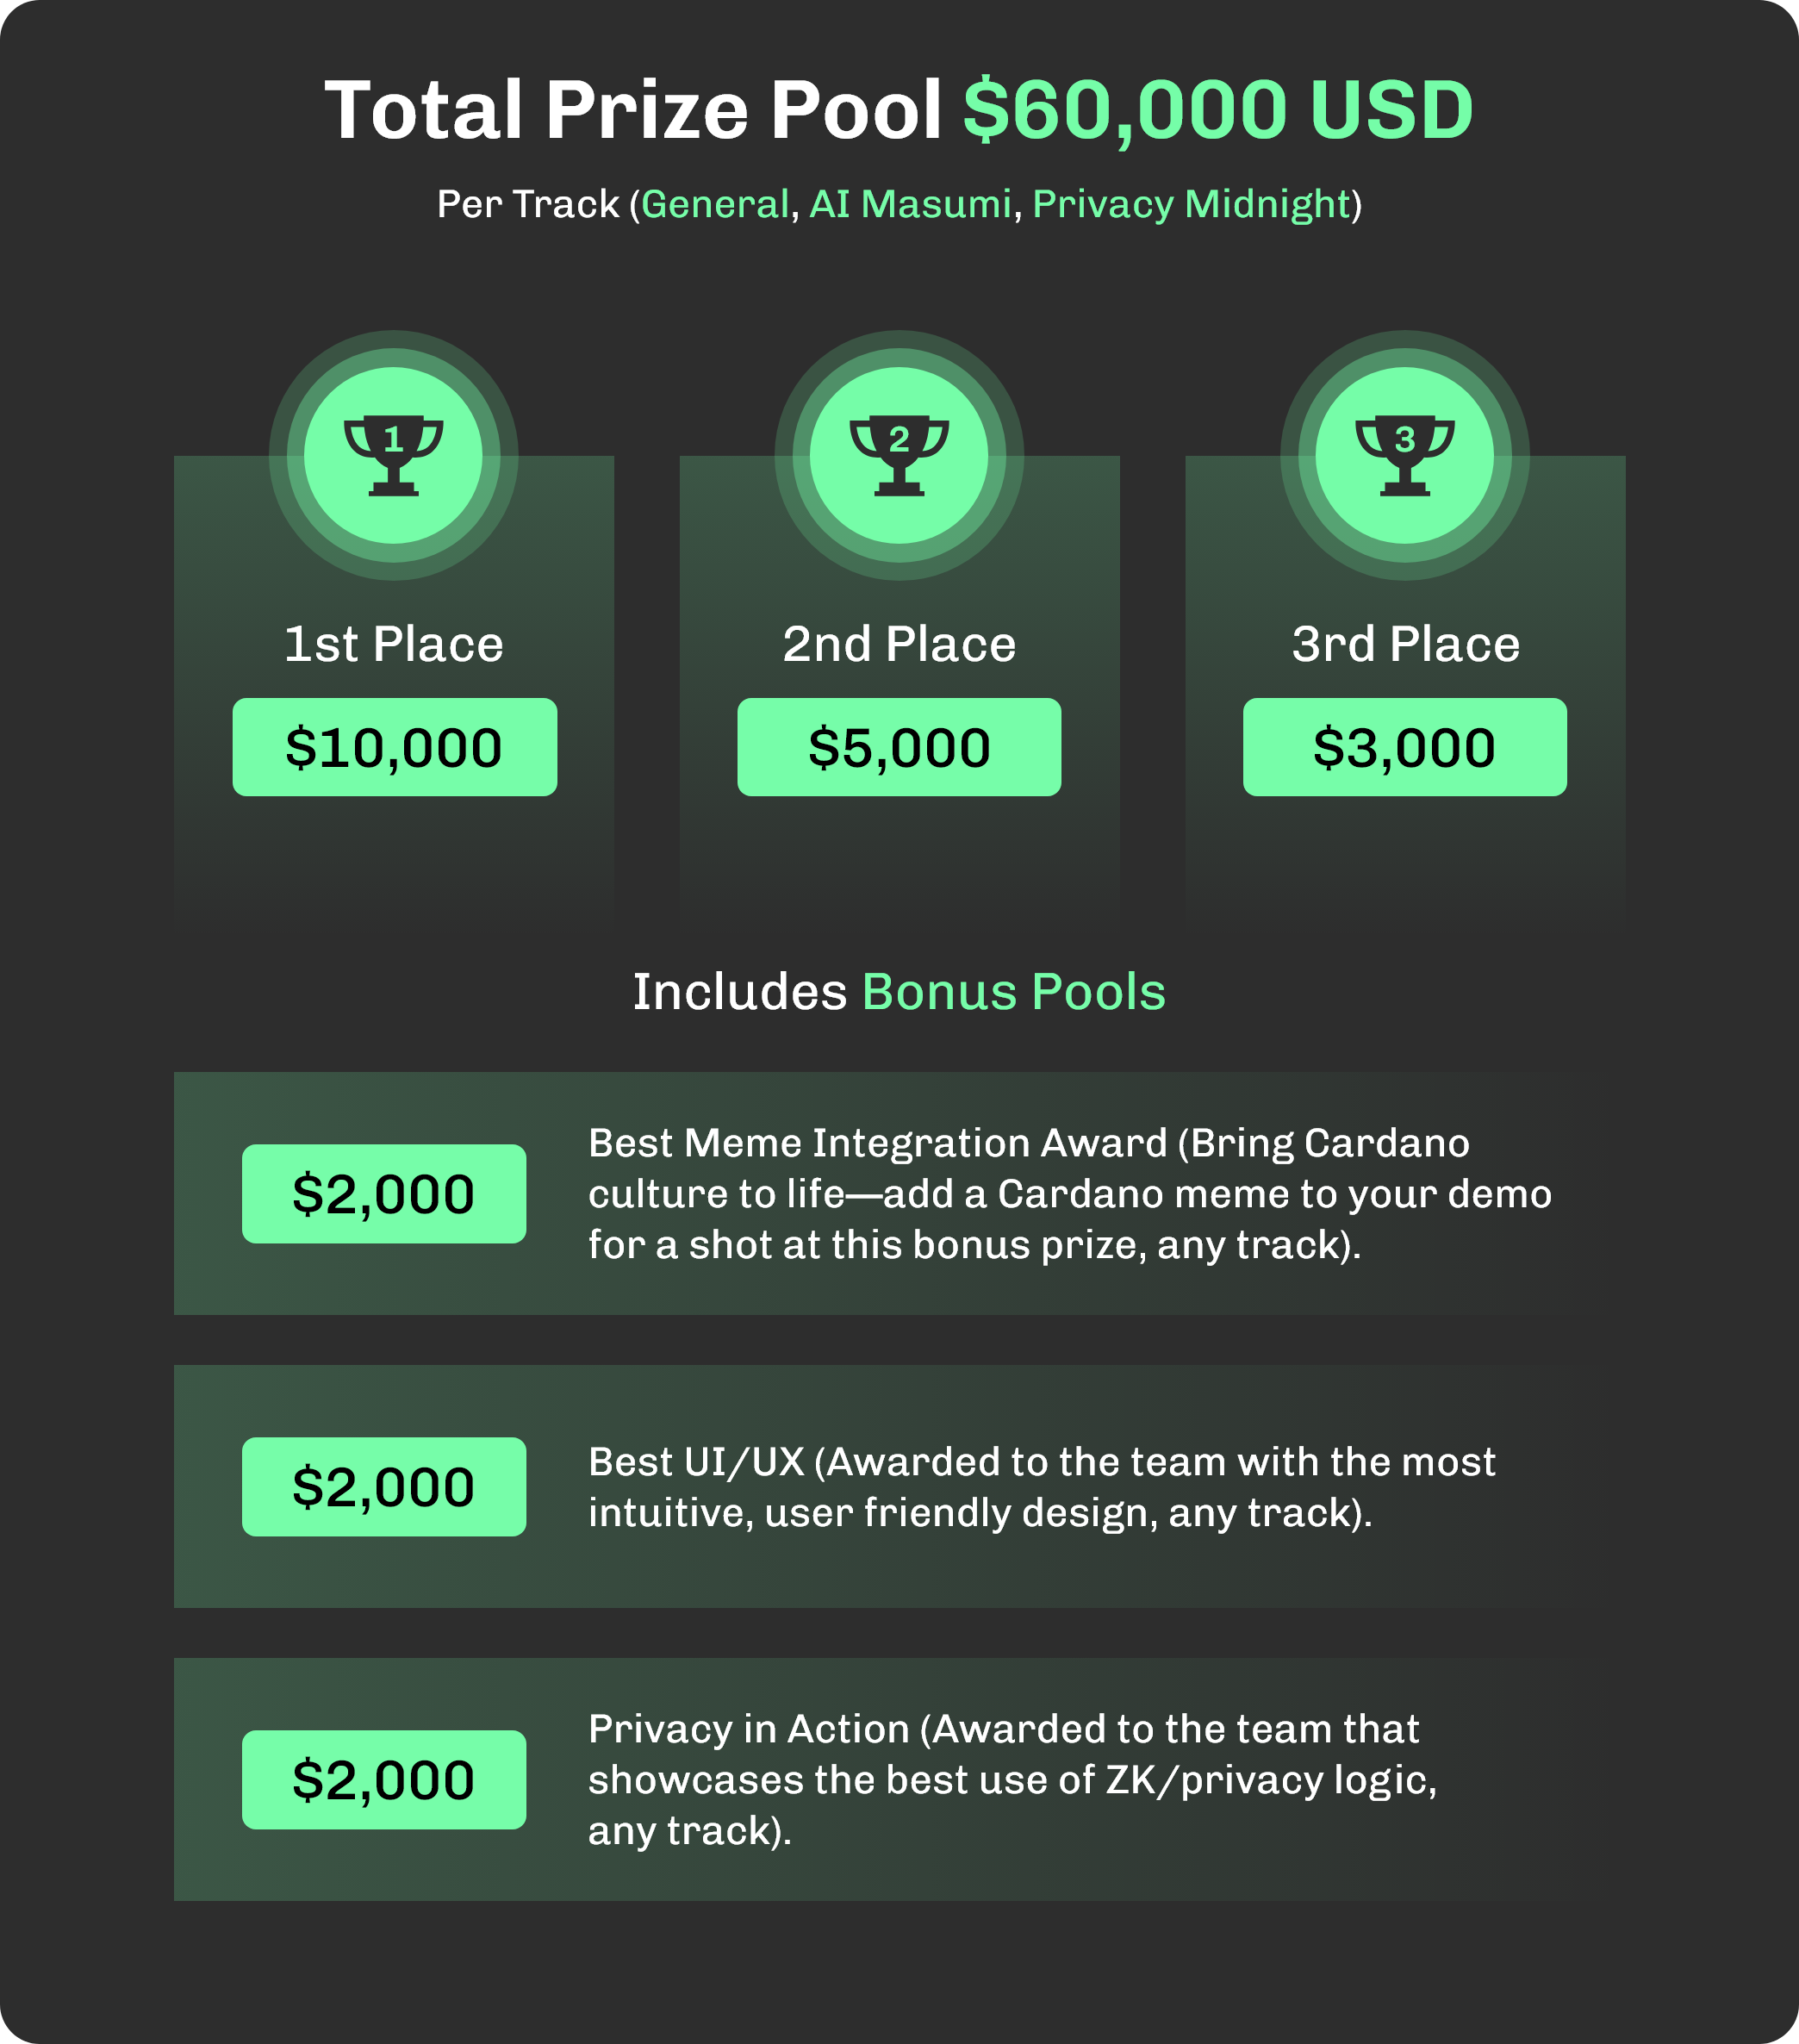 Total Prize Pool $60,000 USD
Per Track (General, AI Masumi, Privacy Midnight)
1
2
3
1st Place
2nd Place
3rd Place
$10,000
$5,000
$3,000
Includes Bonus Pools
$2,000
Best Meme Integration Award (Bring Cardano
culture to life—add a Cardano meme to your demo
for a shot at this bonus prize, any track).
$2,000
Best UI/UX (Awarded to the team with the most
intuitive, user friendly design, any track).
$2,000
Privacy in Action (Awarded to the team that
showcases the best use of ZK/privacy logic,
any track).